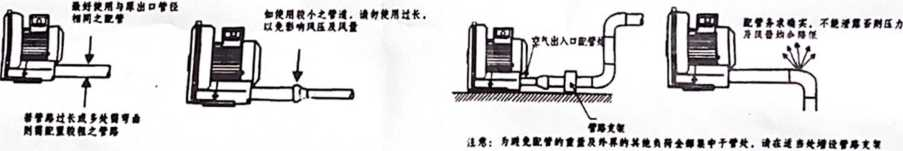 最好使用与原出口管径
相同之配管
若管路过长或多处需弯曲
则需配置较粗之管路
如使用较小之管道，请勿使用过长，
以免影响风压及风量
空气出入口配管处
管路支架
注意：为避免配管的重量及外界的其他负荷全部集中于管处，请在适当处增设管路支架
配管务求确实，不能泄露否则压力
及风量均会降低